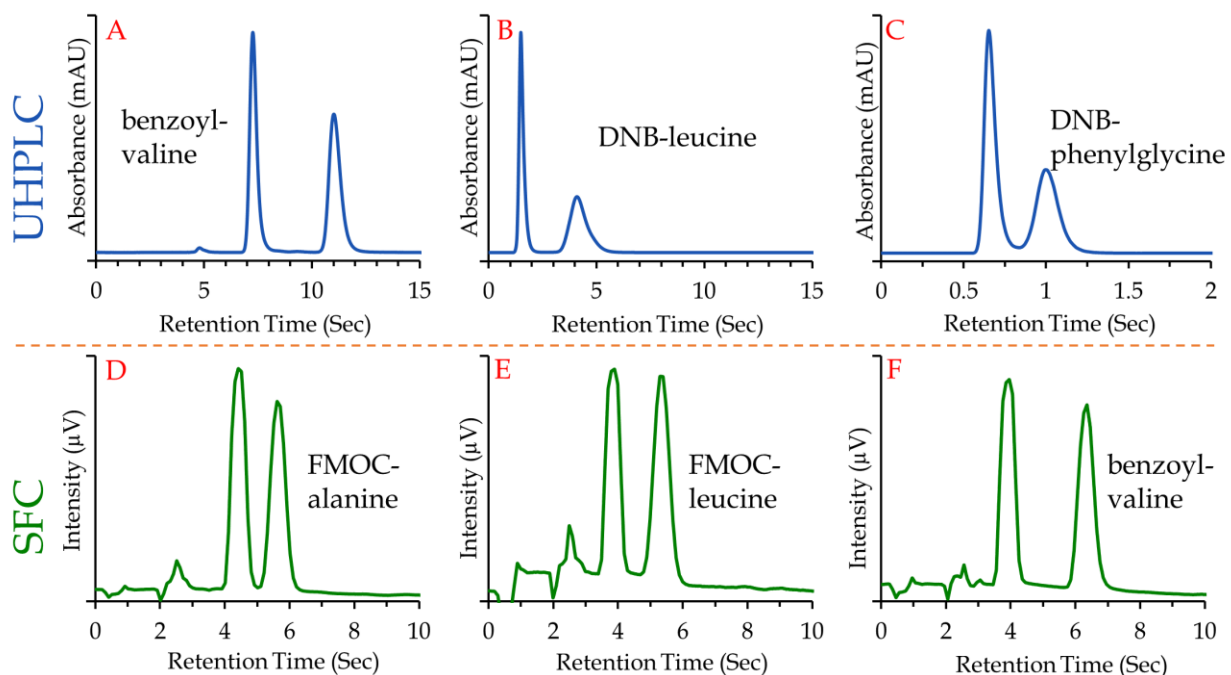 UHPLC
A
Absorbance (mAU)
benzoyl-
valine
0 5 10 15
Retention Time (Sec)
B
Absorbance (mAU)
DNB-leucine
0 5 10 15
Retention Time (Sec)
C
Absorbance (mAU)
DNB-
phenylglycine
0 0.5 1 1.5 2
Retention Time (Sec)
SFC
D
Intensity (µV)
FMOC-
alanine
0 2 4 6 8 10
Retention Time (Sec)
E
Intensity (µV)
FMOC-
leucine
0 2 4 6 8 10
Retention Time (Sec)
F
Intensity (µV)
benzoyl-
valine
0 2 4 6 8 10
Retention Time (Sec)